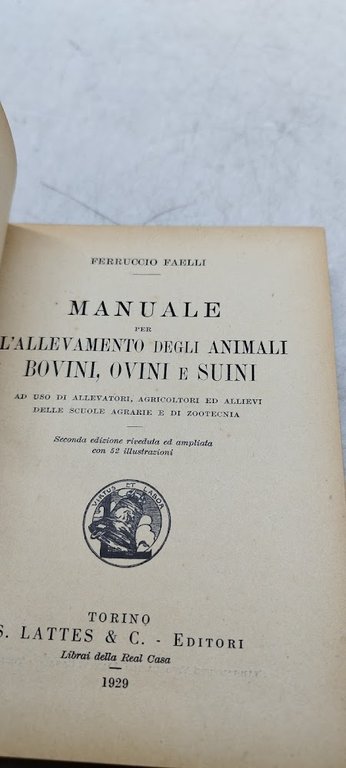 FERRUCCIO FAELLI
MANUALE
PER
L'ALLEVAMENTO DEGLI ANIMALI
BOVINI, OVINI E SUINI
AD USO DI ALLEVATORI, AGRICOLTORI ED ALLIEVI
DELLE SCUOLE AGRARIE E DI ZOOTECNIA
Seconda edizione riveduta ed ampliata
con 52 illustrazioni
VIRTUS ET LABOR
TORINO
S. LATTES & C. - EDITORI
Librai della Real Casa
1929